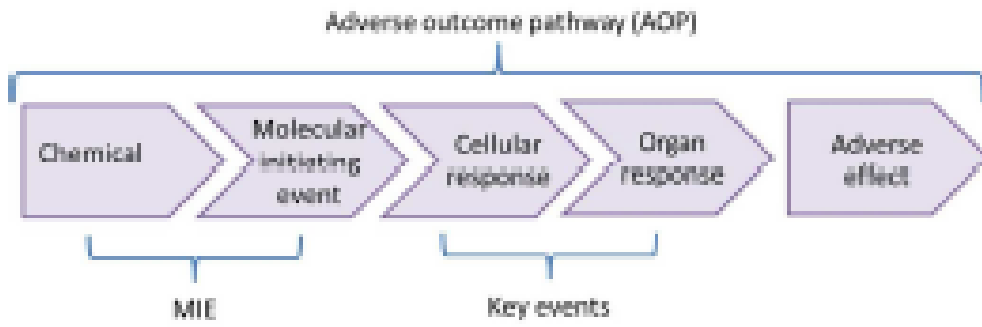 Adverse outcome pathway (AOP)
Chemical
Molecular
initiating
event
Cellular
response
Organ
response
Adverse
effect
MIE
Key events